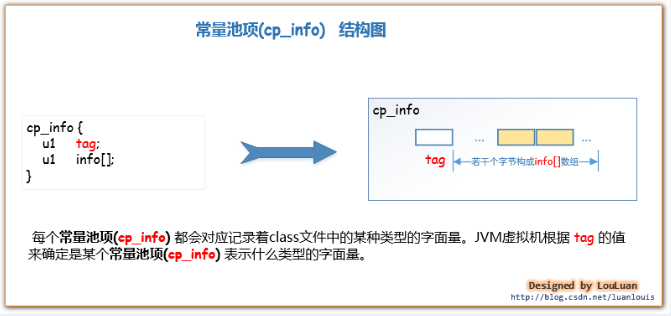 常量池项(cp_info) 结构图
cp_info {
u1 tag;
u1 info[];
}
cp_info
... ...
tag
若干个字节构成info[]数组
每个常量池项(cp_info) 都会对应记录着class文件中的某种类型的字面量。JVM虚拟机根据 tag 的值
来确定是某个常量池项(cp_info) 表示什么类型的字面量。
Designed by LouLuan
http://blog.csdn.net/luanlouis